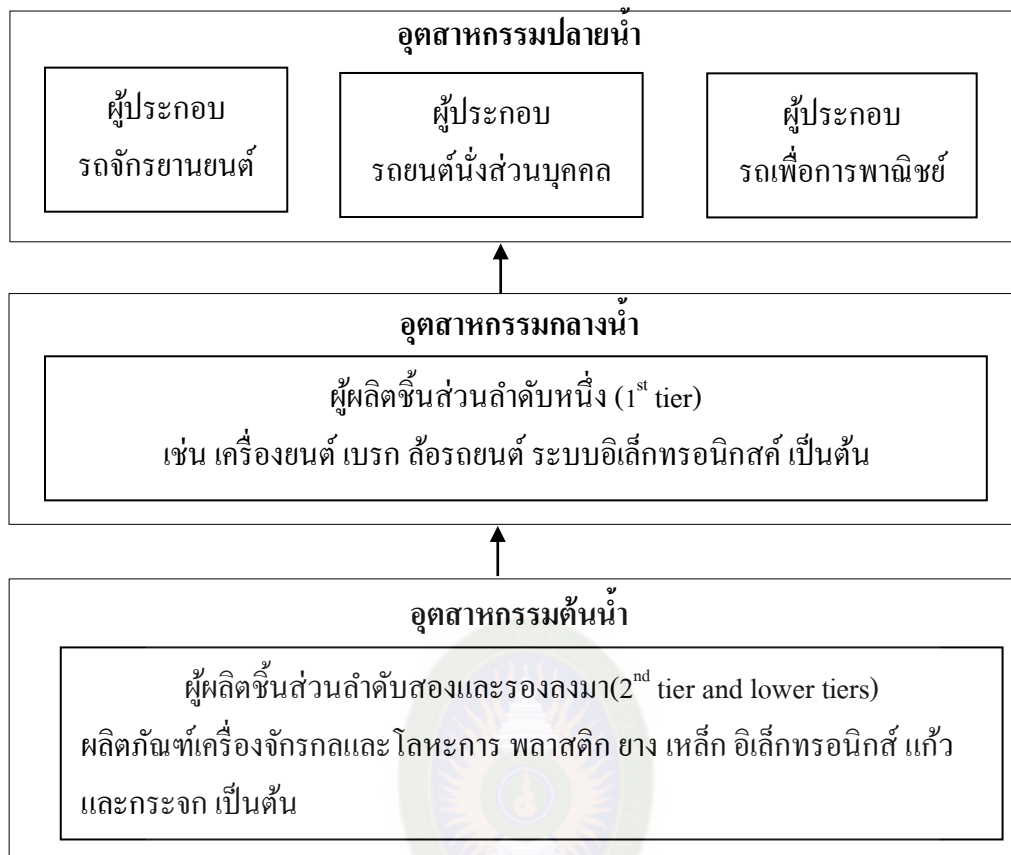 อุตสาหกรรมปลายน้ำ
ผู้ประกอบ
รถจักรยานยนต์
ผู้ประกอบ
รถยนต์นั่งส่วนบุคคล
ผู้ประกอบ
รถเพื่อการพาณิชย์
อุตสาหกรรมกลางน้ำ
ผู้ผลิตชิ้นส่วนลำดับหนึ่ง (1st tier)
เช่น เครื่องยนต์ เบรก ล้อรถยนต์ ระบบอิเล็กทรอนิกสค์ เป็นต้น
อุตสาหกรรมต้นน้ำ
ผู้ผลิตชิ้นส่วนลำดับสองและรองลงมา(2nd tier and lower tiers)
ผลิตภัณฑ์เครื่องจักรกลและโลหะการ พลาสติก ยาง เหล็ก อิเล็กทรอนิกส์ แก้ว
และกระจก เป็นต้น